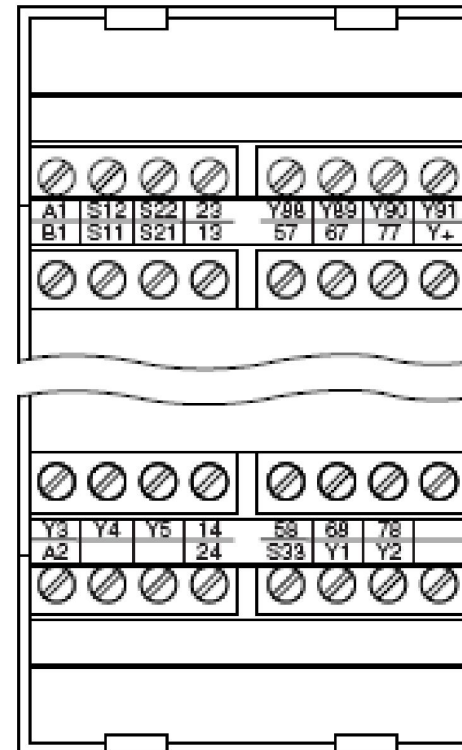 A1 S12 S22 23 Y88 Y89 Y90 Y91
B1 S11 S21 13 57 67 77 Y+
Y3 Y4 Y5 14 58 68 78
A2 24 S33 Y1 Y2